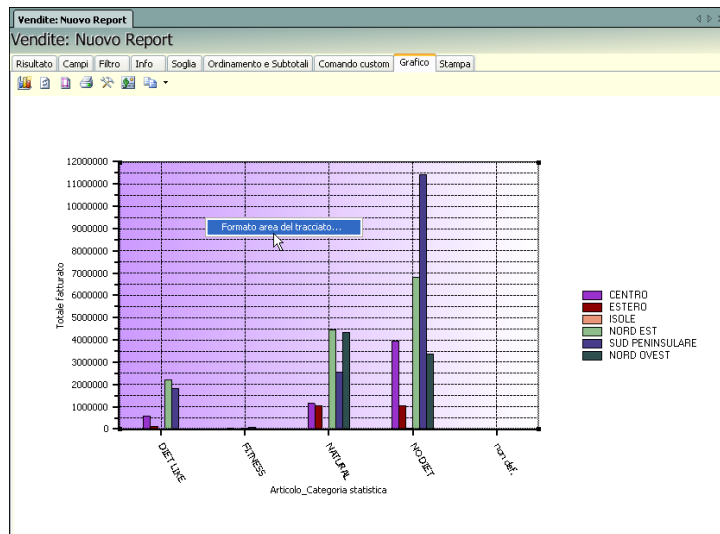 Vendite: Nuovo Report
Vendite: Nuovo Report
Risultato Campi Filtro Info Soglia Ordinamento e Subtotali Comando custom Grafico Stampa
12000000
11000000
10000000
9000000
8000000
7000000
6000000
5000000
4000000
3000000
2000000
1000000
0
Totale fatturato
Formato area del tracciato...
DIET LIKE
FITNESS
NATURAL
NO DIET
non def.
Articolo_Categoria statistica
CENTRO
ESTERO
ISOLE
NORD EST
SUD PENINSULARE
NORD OVEST